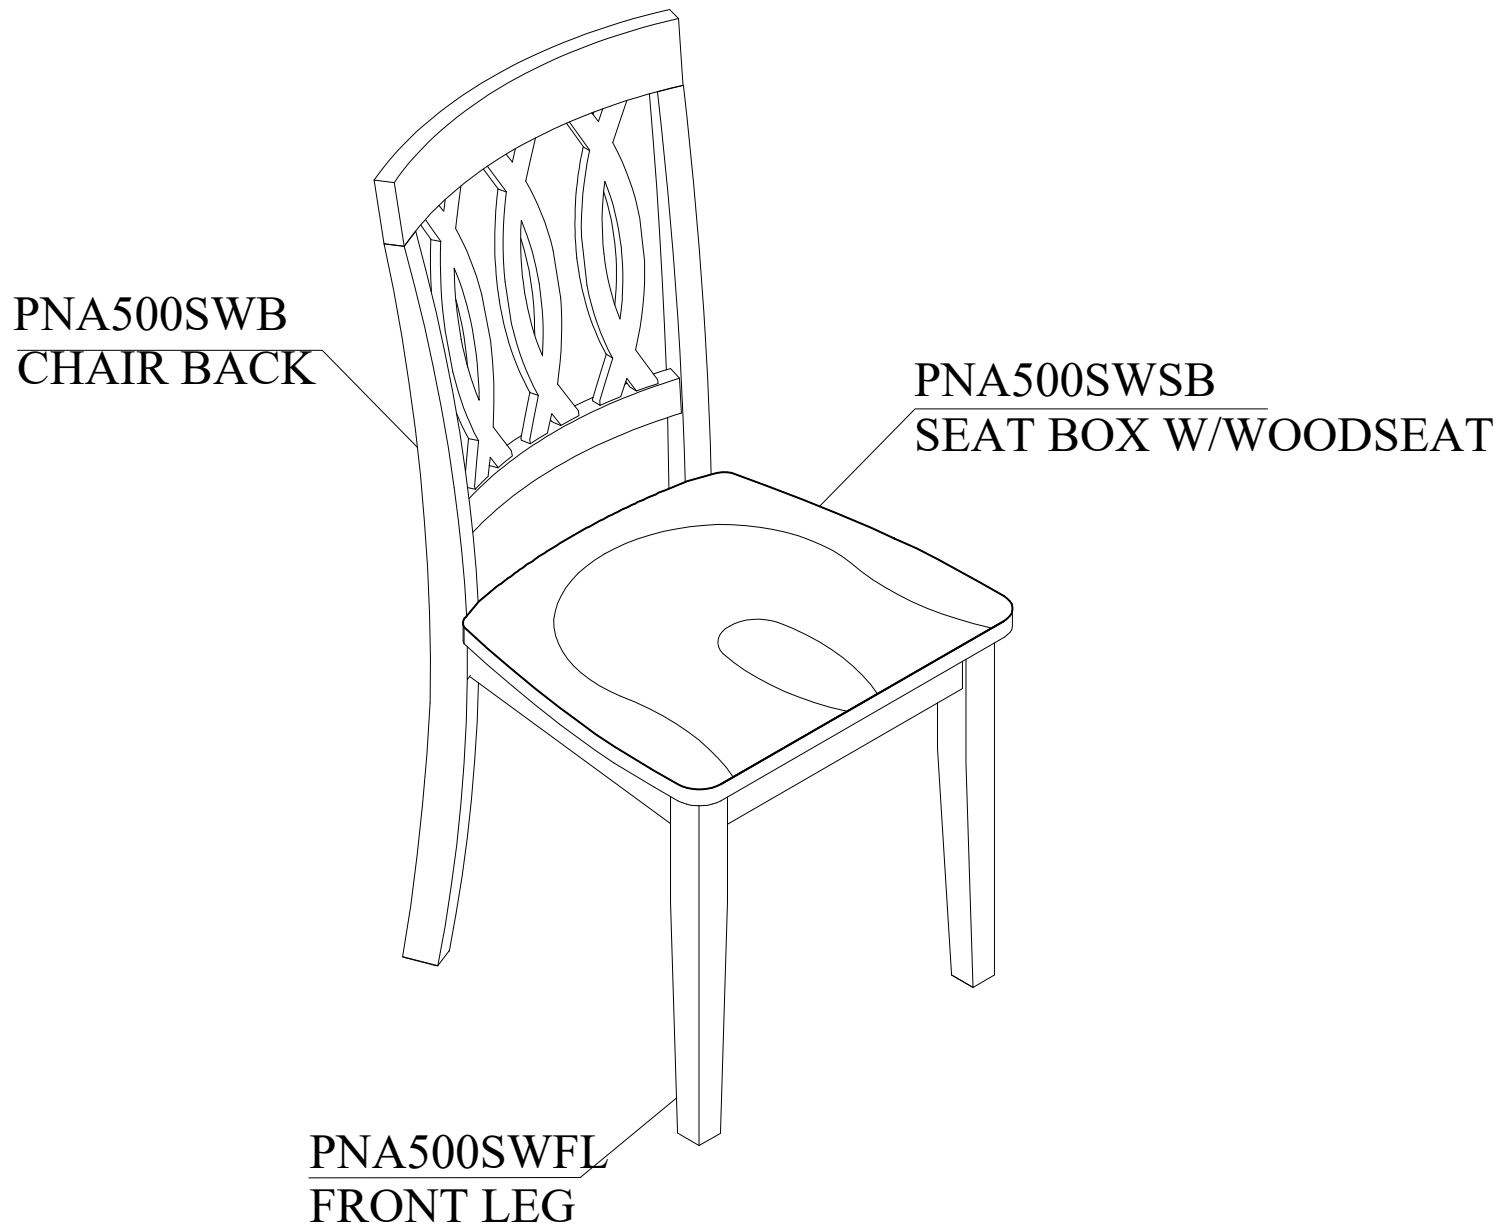 PNA500SWB
CHAIR BACK
PNA500SWSB
SEAT BOX W/WOODSEAT
PNA500SWFL
FRONT LEG